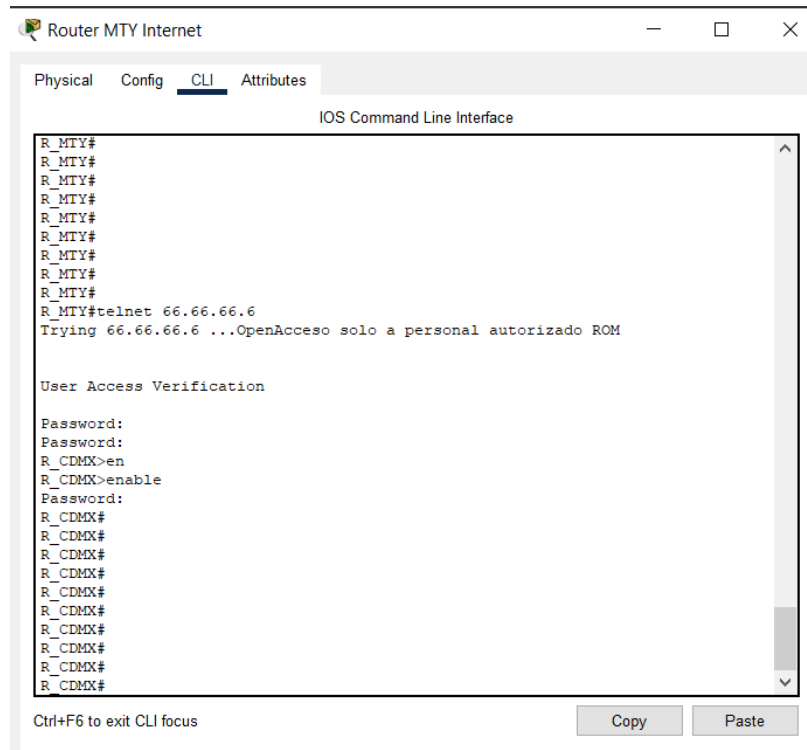 Router MTY Internet
Physical Config CLI Attributes
IOS Command Line Interface
R_MTY#
R_MTY#
R_MTY#
R_MTY#
R_MTY#
R_MTY#
R_MTY#
R_MTY#
R_MTY#
R_MTY#telnet 66.66.66.6
Trying 66.66.66.6 ...OpenAcceso solo a personal autorizado ROM
User Access Verification
Password:
Password:
R_CDMX>en
R_CDMX>enable
Password:
R_CDMX#
R_CDMX#
R_CDMX#
R_CDMX#
R_CDMX#
R_CDMX#
R_CDMX#
R_CDMX#
R_CDMX#
R_CDMX#
Ctrl+F6 to exit CLI focus
Copy Paste